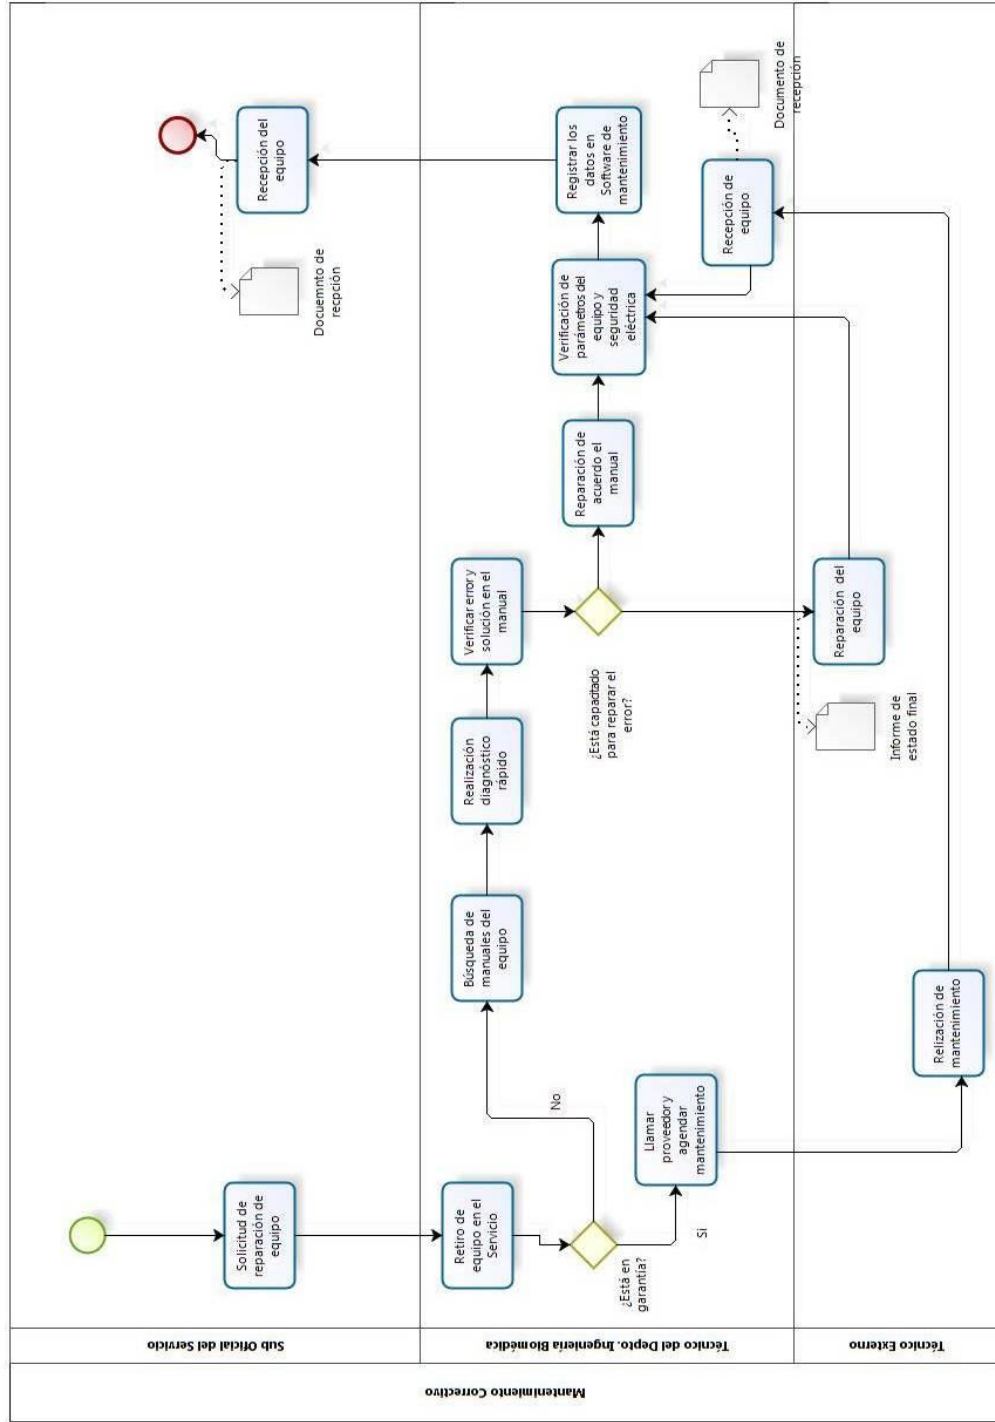 Mantenimiento Correctivo
Sub Oficial del Servicio
Solicitud de
reparación de
equipo
Recepción del
equipo
Docuemnto de
recpción
Técnico del Depto. Ingeniería Biomédica
Retiro de
equipo en el
Servicio
¿Está en
garantía?
No
Si
Llamar
proveedor y
agendar
mantenimiento
Búsqueda de
manuales del
equipo
Realización
diagnóstico
rápido
Verificar error y
solución en el
manual
¿Está capacitado
para reparar el
error?
Reparación de
acuerdo el
manual
Verificación de
parámetros del
equipo y
seguridad
eléctrica
Registrar los
datos en
Software de
mantenimiento
Recepción de
equipo
Documento de
recepción
Técnico Externo
Relización de
mantenimiento
Informe de
estado final
Reparación del
equipo